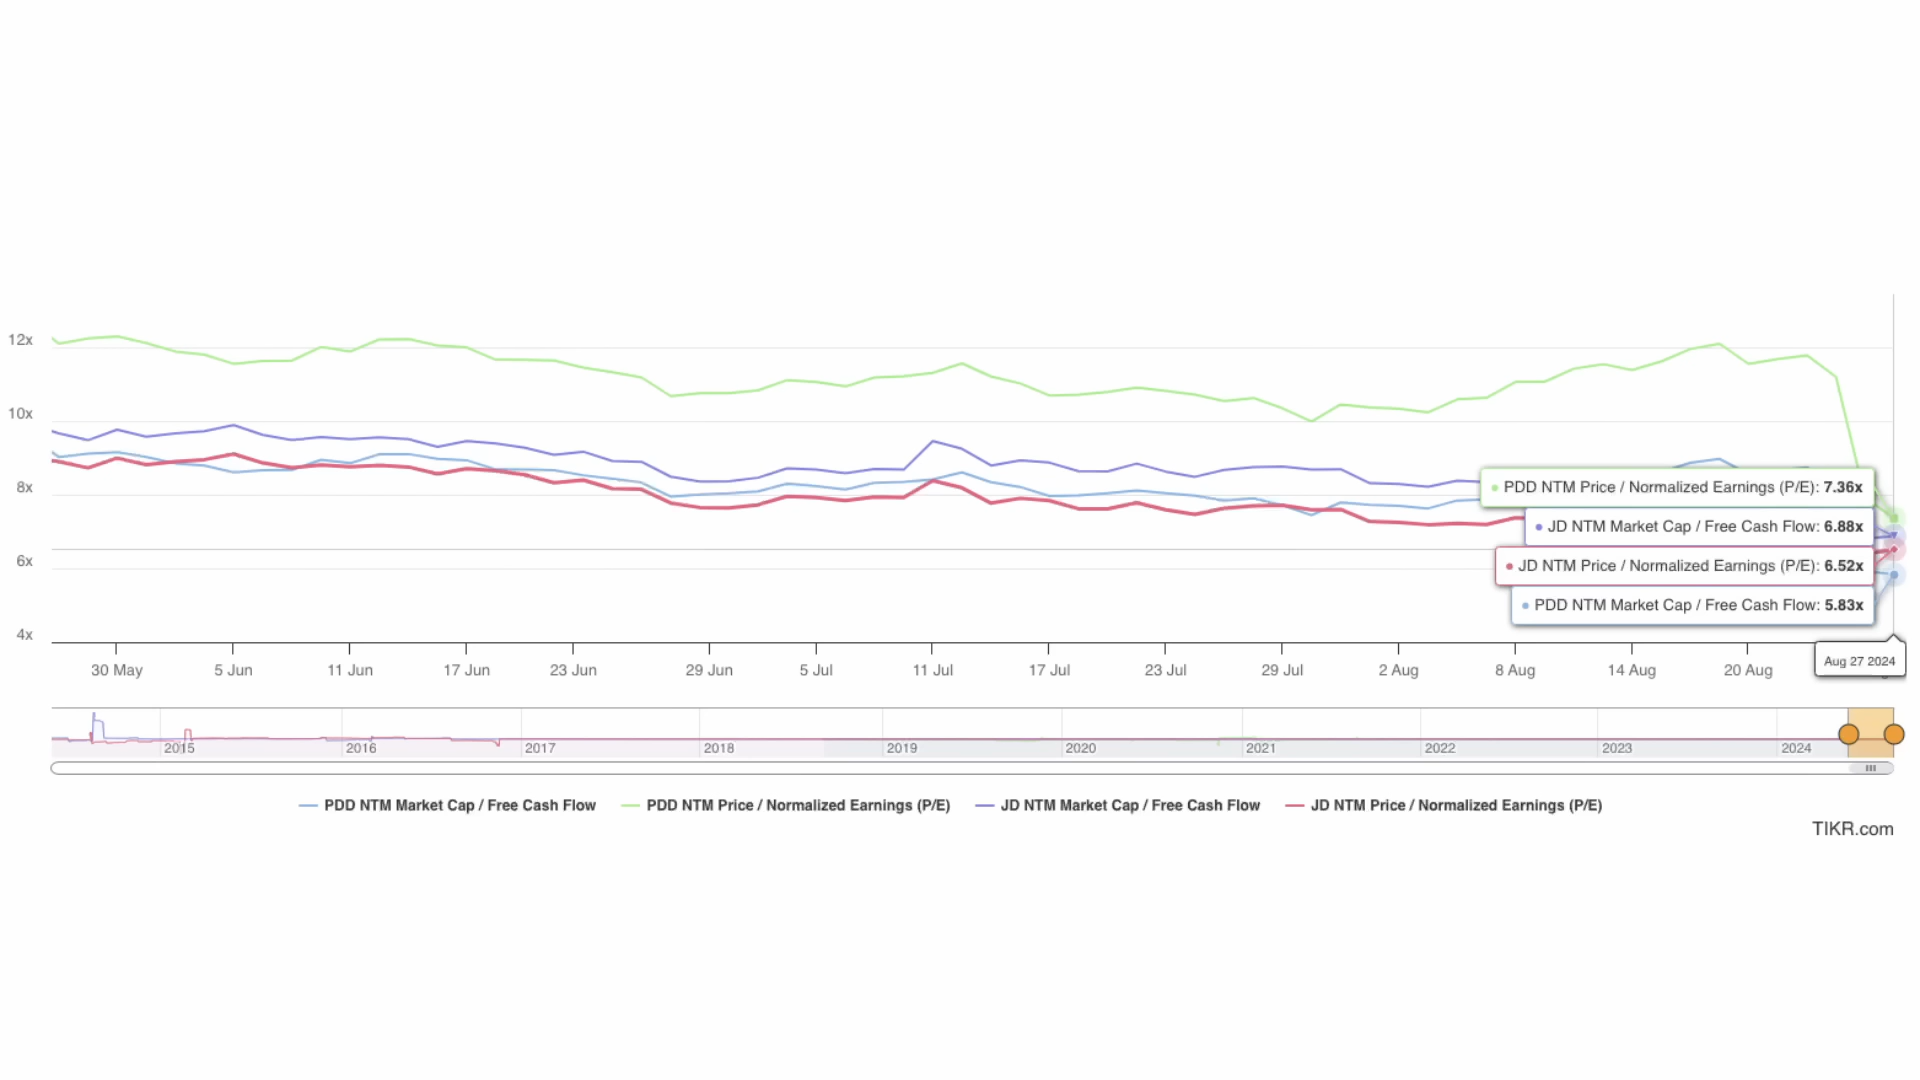 12x
10x
8x
6x
4x
PDD NTM Price / Normalized Earnings (P/E): 7.36x
JD NTM Market Cap / Free Cash Flow: 6.88x
JD NTM Price / Normalized Earnings (P/E): 6.52x
PDD NTM Market Cap / Free Cash Flow: 5.83x
30 May 5 Jun 11 Jun 17 Jun 23 Jun 29 Jun 5 Jul 11 Jul 17 Jul 23 Jul 29 Jul 2 Aug 8 Aug 14 Aug 20 Aug
Aug 27 2024
2015 2016 2017 2018 2019 2020 2021 2022 2023 2024
PDD NTM Market Cap / Free Cash Flow PDD NTM Price / Normalized Earnings (P/E) JD NTM Market Cap / Free Cash Flow JD NTM Price / Normalized Earnings (P/E)
TIKR.com